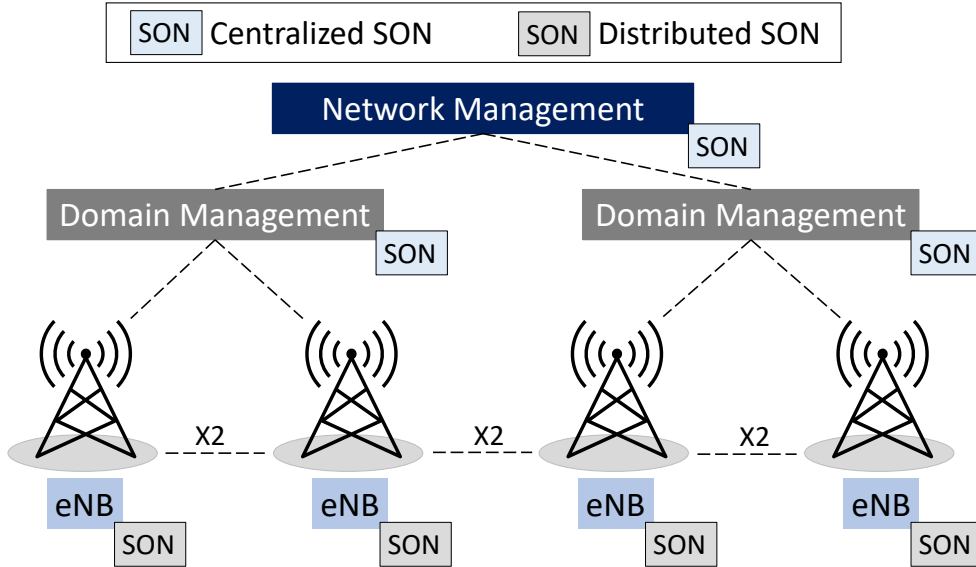 SON Centralized SON SON Distributed SON
Network Management
SON
Domain Management Domain Management
SON SON
X2 X2 X2
eNB eNB eNB eNB
SON SON SON SON